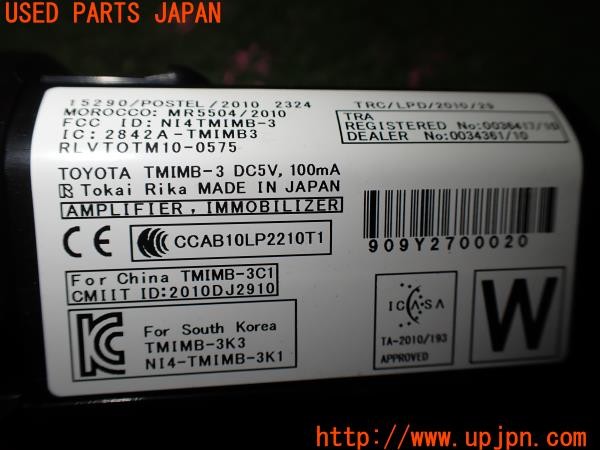 USED PARTS JAPAN
15290/POSTEL/2010 2324
MOROCCO: MR5504/2010
FCC ID: NI4TMIMB-3
IC: 2842A-TMIMB3
RLVTOTM10-0575
TRC/LPD/2010/29
TRA
REGISTERED No:0036417/10
DEALER No:0034361/10
TOYOTA TMIMB-3 DC5V, 100mA
Tokai Rika MADE IN JAPAN
AMPLIFIER, IMMOBILIZER
CE
CCAB10LP2210T1
909Y2700020
For China TMIMB-3C1
CMIIT ID:2010DJ2910
For South Korea
TMIMB-3K3
NI4-TMIMB-3K1
ICASA
TA-2010/193
APPROVED
W
http://www.upjpn.com